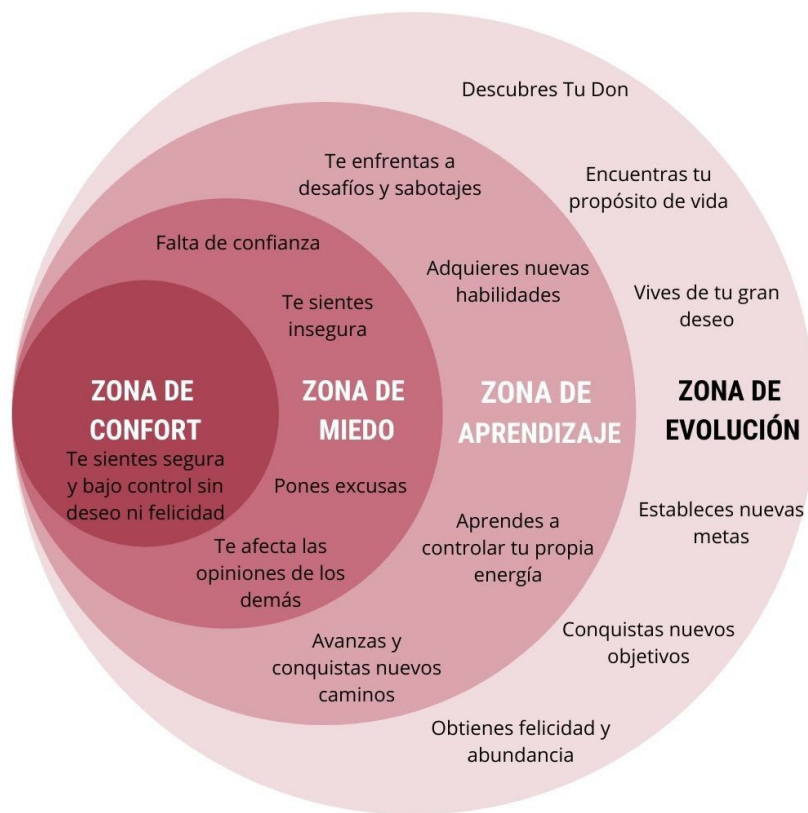 Descubres Tu Don
Te enfrentas a
desafíos y sabotajes
Encuentras tu
propósito de vida
Falta de confianza
Adquieres nuevas
habilidades
Te sientes
insegura
Vives de tu gran
deseo
ZONA DE
CONFORT
ZONA DE
MIEDO
ZONA DE
APRENDIZAJE
ZONA DE
EVOLUCIÓN
Te sientes segura
y bajo control sin
deseo ni felicidad
Pones excusas
Estableces nuevas
metas
Aprendes a
controlar tu propia
energía
Te afecta las
opiniones de los
demás
Avanzas y
conquistas nuevos
caminos
Conquistas nuevos
objetivos
Obtienes felicidad y
abundancia